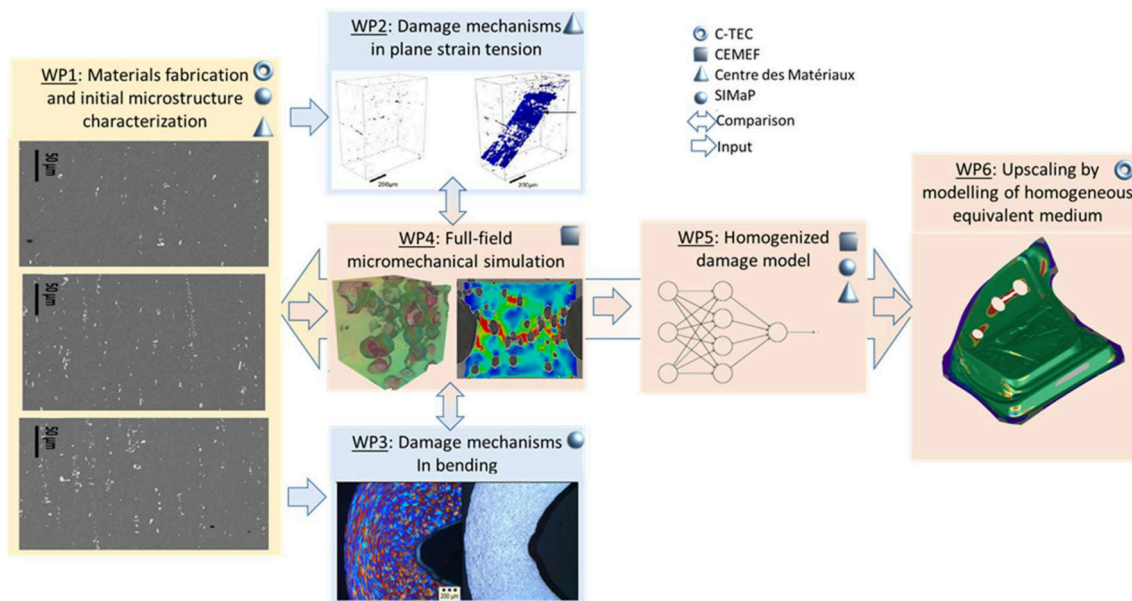 WP1: Materials fabrication
and initial microstructure
characterization
50 µm
50 µm
50 µm
WP2: Damage mechanisms
in plane strain tension
200µm
200µm
WP4: Full-field
micromechanical simulation
WP3: Damage mechanisms
In bending
200 µm
C-TEC
CEMEF
Centre des Matériaux
SIMaP
Comparison
Input
WP5: Homogenized
damage model
WP6: Upscaling by
modelling of homogeneous
equivalent medium